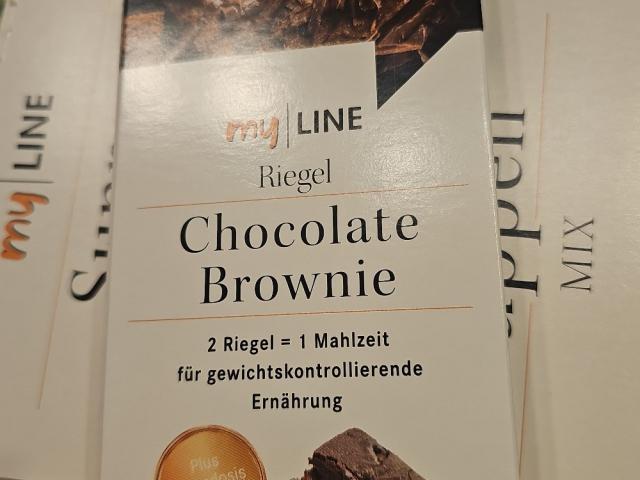 my|LINE
Riegel
Chocolate
Brownie
2 Riegel = 1 Mahlzeit
für gewichtskontrollierende
Ernährung
Plus
my|LINE
MIX